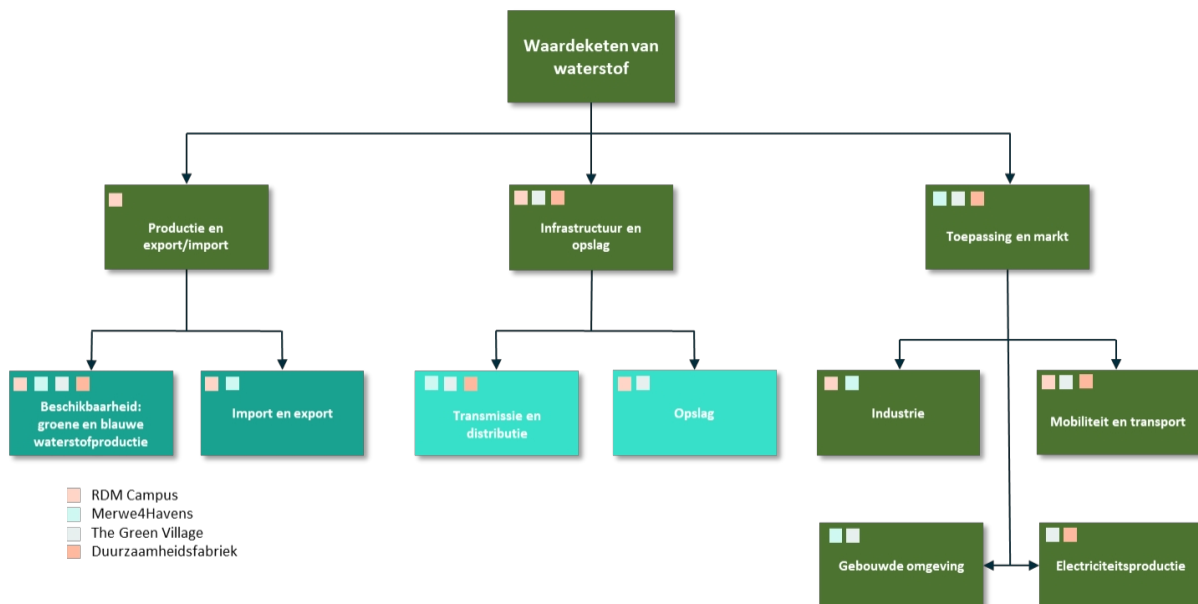 Waardeketen van
waterstof
Productie en
export/import
Infrastructuur en
opslag
Toepassing en markt
Beschikbaarheid:
groene en blauwe
waterstofproductie
Import en export
Transmissie en
distributie
Opslag
Industrie
Mobiliteit en transport
RDM Campus
Merwe4Havens
The Green Village
Duurzaamheidsfabriek
Gebouwde omgeving
Electriciteitsproductie